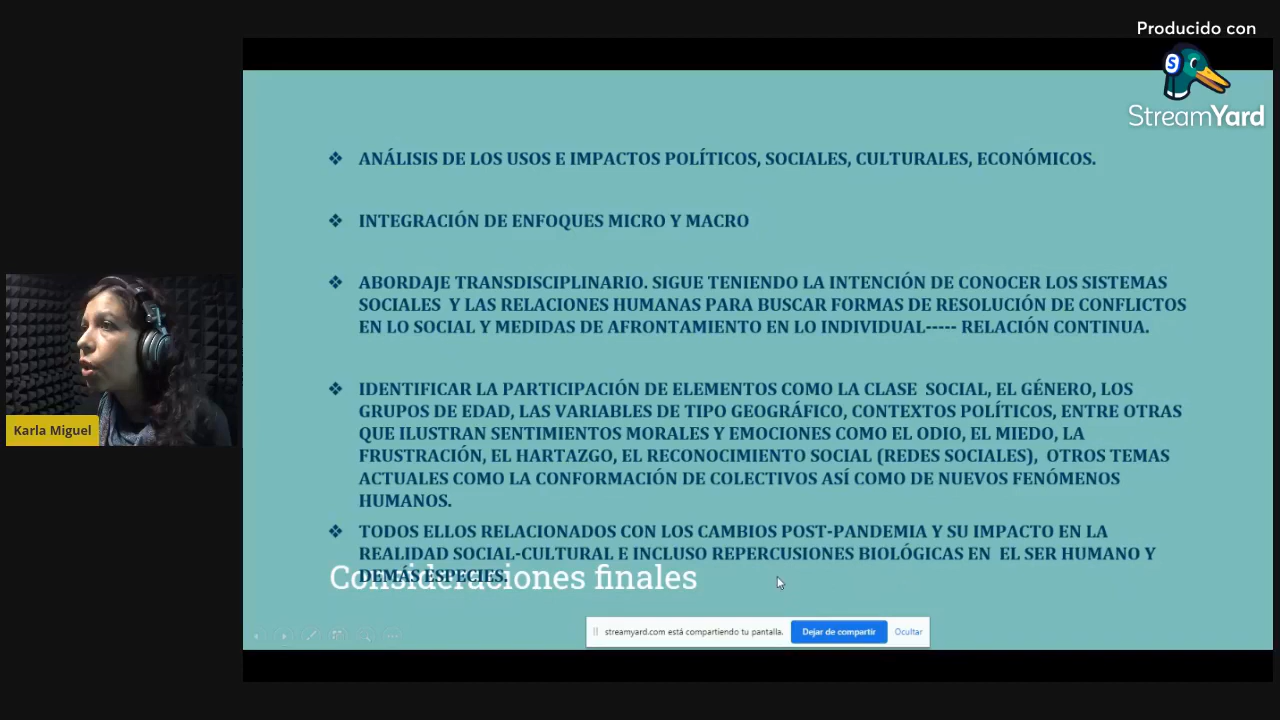 Producido con
S
StreamYard
❖ ANÁLISIS DE LOS USOS E IMPACTOS POLÍTICOS, SOCIALES, CULTURALES, ECONÓMICOS.
❖ INTEGRACIÓN DE ENFOQUES MICRO Y MACRO
❖ ABORDAJE TRANSDISCIPLINARIO. SIGUE TENIENDO LA INTENCIÓN DE CONOCER LOS SISTEMAS
SOCIALES Y LAS RELACIONES HUMANAS PARA BUSCAR FORMAS DE RESOLUCIÓN DE CONFLICTOS
EN LO SOCIAL Y MEDIDAS DE AFRONTAMIENTO EN LO INDIVIDUAL----- RELACIÓN CONTINUA.
❖ IDENTIFICAR LA PARTICIPACIÓN DE ELEMENTOS COMO LA CLASE SOCIAL, EL GÉNERO, LOS
GRUPOS DE EDAD, LAS VARIABLES DE TIPO GEOGRÁFICO, CONTEXTOS POLÍTICOS, ENTRE OTRAS
QUE ILUSTRAN SENTIMIENTOS MORALES Y EMOCIONES COMO EL ODIO, EL MIEDO, LA
FRUSTRACIÓN, EL HARTAZGO, EL RECONOCIMIENTO SOCIAL (REDES SOCIALES), OTROS TEMAS
ACTUALES COMO LA CONFORMACIÓN DE COLECTIVOS ASÍ COMO DE NUEVOS FENÓMENOS
HUMANOS.
❖ TODOS ELLOS RELACIONADOS CON LOS CAMBIOS POST-PANDEMIA Y SU IMPACTO EN LA
REALIDAD SOCIAL-CULTURAL E INCLUSO REPERCUSIONES BIOLÓGICAS EN EL SER HUMANO Y
DEMÁS ESPECIES.
Consideraciones finales
Karla Miguel
streamyard.com está compartiendo tu pantalla. Dejar de compartir Ocultar